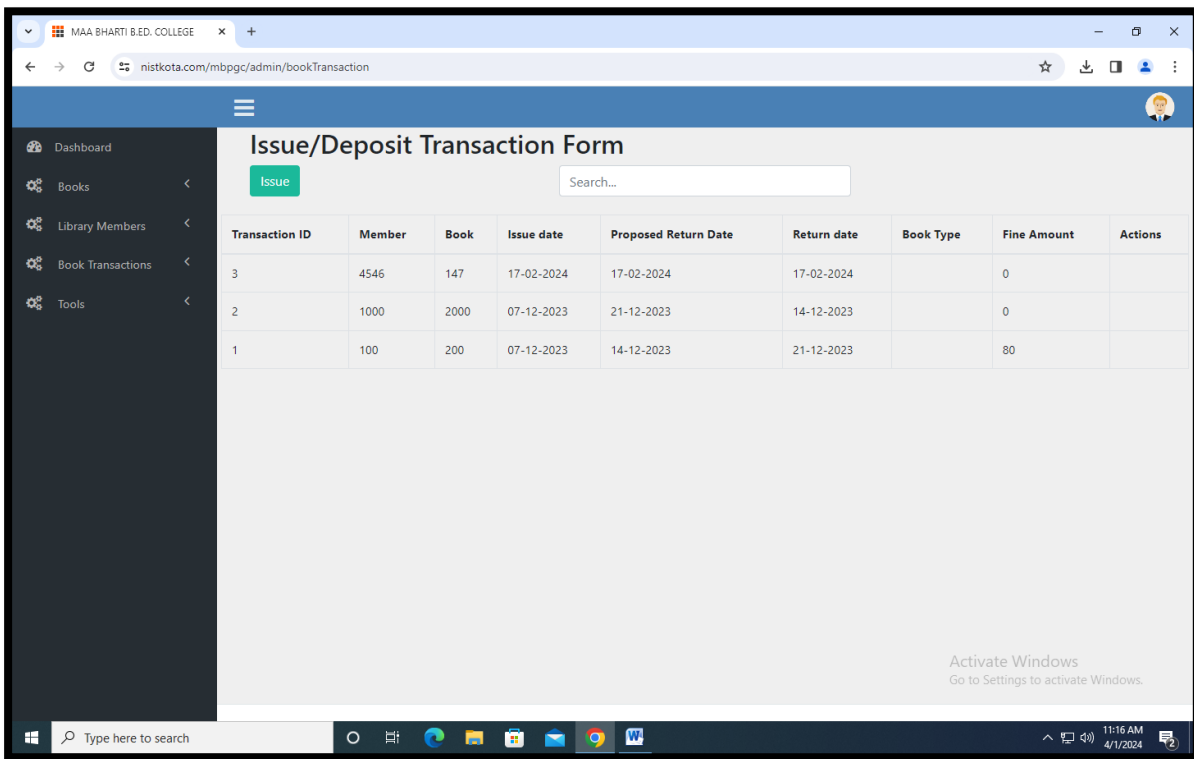 MAA BHARTI B.ED. COLLEGE
nistkota.com/mbpgc/admin/bookTransaction
Dashboard
Books
Library Members
Book Transactions
Tools
Issue/Deposit Transaction Form
Issue
Search...
Transaction ID Member Book Issue date Proposed Return Date Return date Book Type Fine Amount Actions
3 4546 147 17-02-2024 17-02-2024 17-02-2024 0
2 1000 2000 07-12-2023 21-12-2023 14-12-2023 0
1 100 200 07-12-2023 14-12-2023 21-12-2023 80
Activate Windows
Go to Settings to activate Windows.
Type here to search
11:16 AM
4/1/2024
2